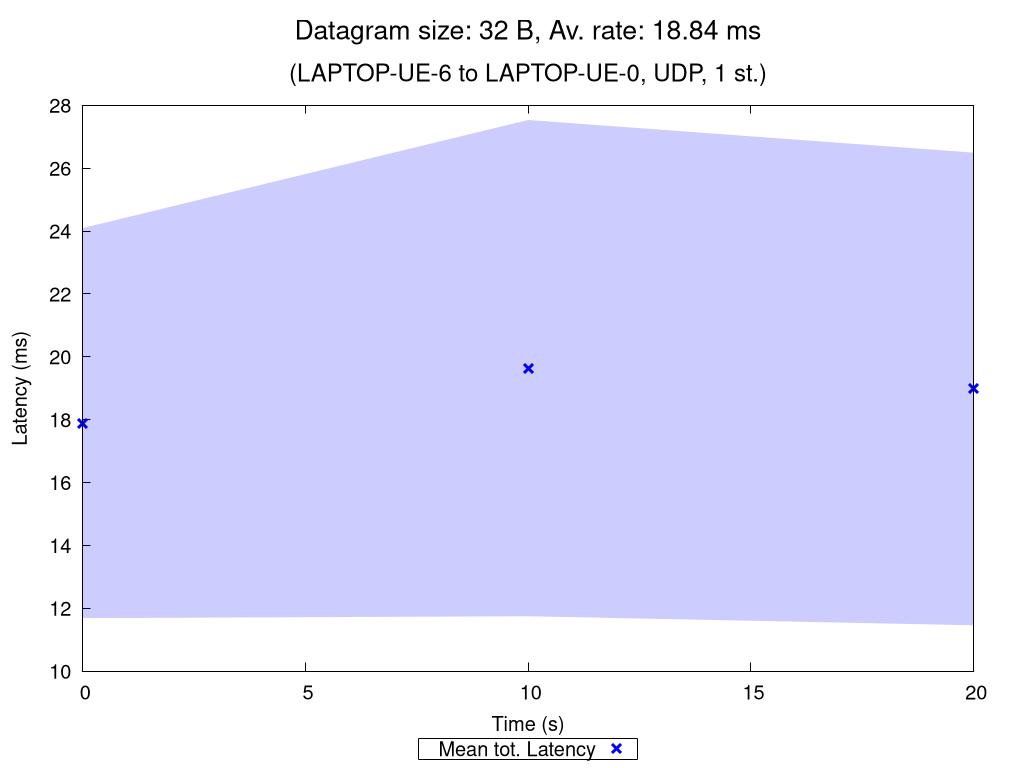 Datagram size: 32 B, Av. rate: 18.84 ms
(LAPTOP-UE-6 to LAPTOP-UE-0, UDP, 1 st.)
28
26
24
22
20
18
16
14
12
10
Latency (ms)
0 5 10 15 20
Time (s)
Mean tot. Latency